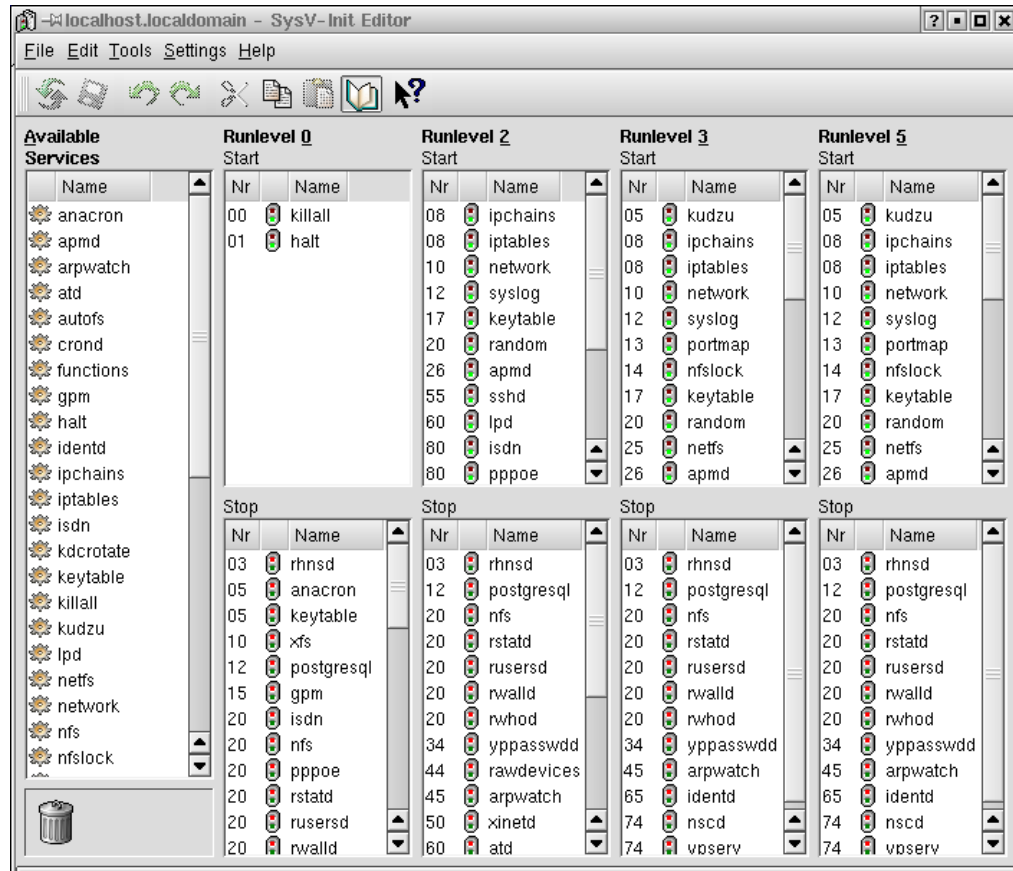 localhost.localdomain - SysV-Init Editor
File Edit Tools Settings Help
Available Services
Name
anacron
apmd
arpwatch
atd
autofs
crond
functions
gpm
halt
identd
ipchains
iptables
isdn
kdcrotate
keytable
killall
kudzu
lpd
netfs
network
nfs
nfslock
Runlevel 0
Start
Nr Name
00 killall
01 halt
Stop
Nr Name
03 rhnsd
05 anacron
05 keytable
10 xfs
12 postgresql
15 gpm
20 isdn
20 nfs
20 pppoe
20 rstatd
20 rusersd
20 rwalld
Runlevel 2
Start
Nr Name
08 ipchains
08 iptables
10 network
12 syslog
17 keytable
20 random
26 apmd
55 sshd
60 lpd
80 isdn
80 pppoe
Stop
Nr Name
03 rhnsd
12 postgresql
20 nfs
20 rstatd
20 rusersd
20 rwalld
20 rwhod
34 yppasswdd
44 rawdevices
45 arpwatch
50 xinetd
60 atd
Runlevel 3
Start
Nr Name
05 kudzu
08 ipchains
08 iptables
10 network
12 syslog
13 portmap
14 nfslock
17 keytable
20 random
25 netfs
26 apmd
Stop
Nr Name
03 rhnsd
12 postgresql
20 nfs
20 rstatd
20 rusersd
20 rwalld
20 rwhod
34 yppasswdd
45 arpwatch
65 identd
74 nscd
74 ypserv
Runlevel 5
Start
Nr Name
05 kudzu
08 ipchains
08 iptables
10 network
12 syslog
13 portmap
14 nfslock
17 keytable
20 random
25 netfs
26 apmd
Stop
Nr Name
03 rhnsd
12 postgresql
20 nfs
20 rstatd
20 rusersd
20 rwalld
20 rwhod
34 yppasswdd
45 arpwatch
65 identd
74 nscd
74 ypserv